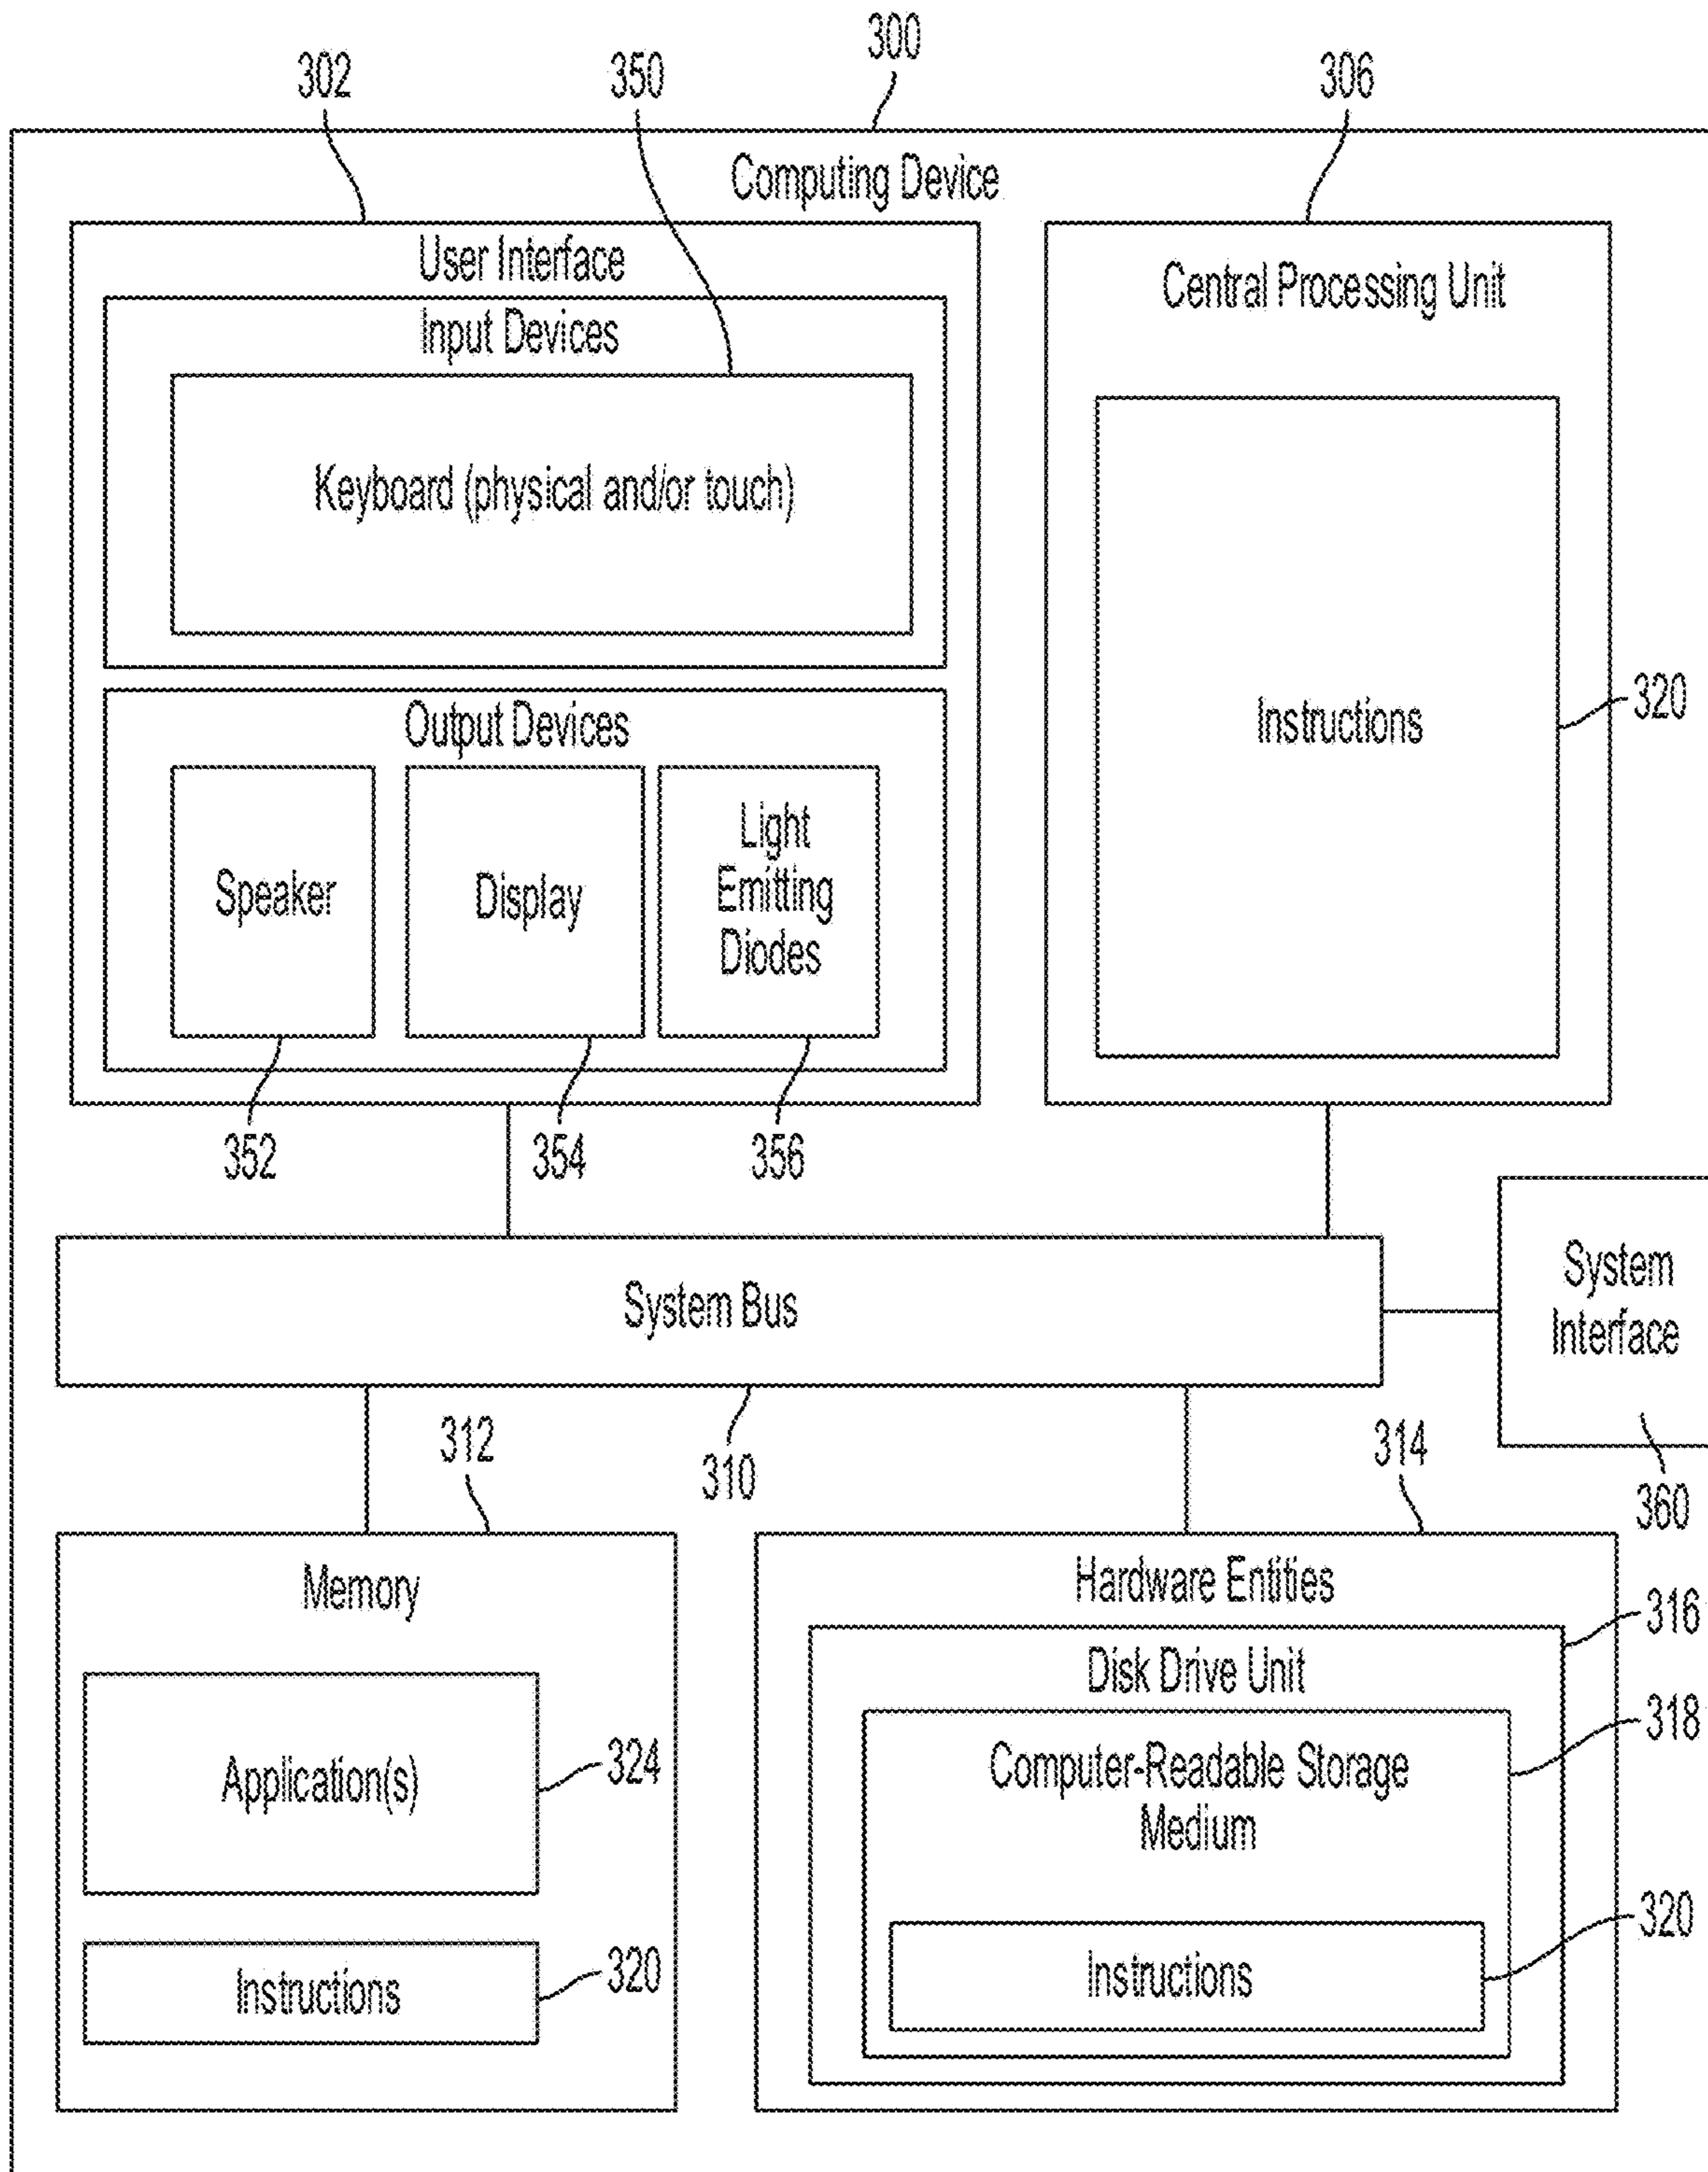 300
302
350
306
Computing Device
User Interface
Input Devices
Keyboard (physical and/or touch)
Output Devices
Speaker
Display
Light
Emitting
Diodes
352
354
356
Central Processing Unit
Instructions
320
System Bus
310
System
Interface
360
312
Memory
Application(s)
324
Instructions
320
314
Hardware Entities
316
Disk Drive Unit
318
Computer-Readable Storage
Medium
Instructions
320